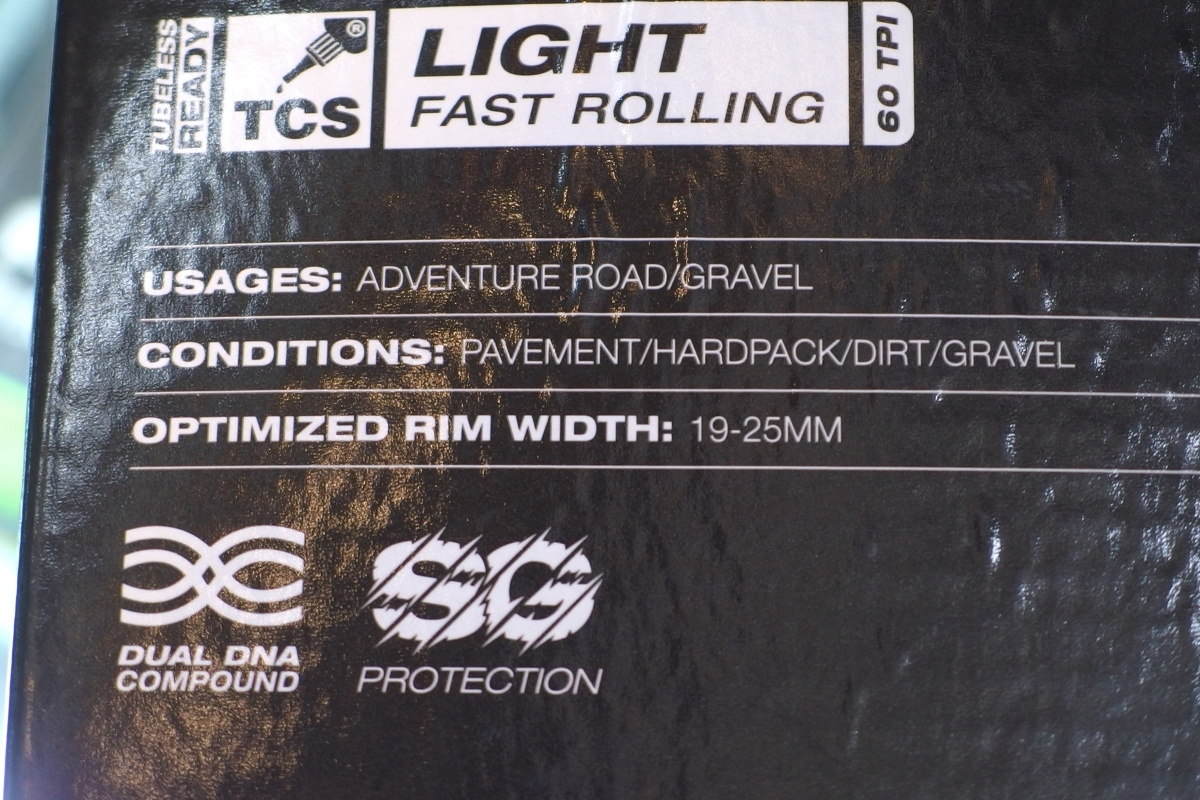 TUBELESS
READY
®
TCS
LIGHT
FAST ROLLING
60 TPI
USAGES: ADVENTURE ROAD/GRAVEL
CONDITIONS: PAVEMENT/HARDPACK/DIRT/GRAVEL
OPTIMIZED RIM WIDTH: 19-25MM
DUAL DNA
COMPOUND
SG
PROTECTION